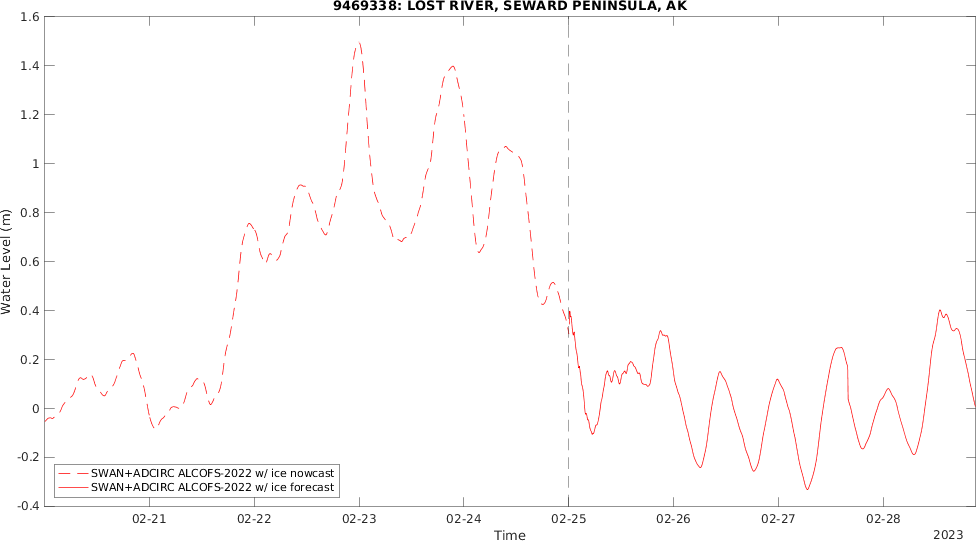 9469338: LOST RIVER, SEWARD PENINSULA, AK
1.6
1.4
1.2
1
0.8
0.6
0.4
0.2
0
-0.2
-0.4
Water Level (m)
SWAN+ADCIRC ALCOFS-2022 w/ ice nowcast
SWAN+ADCIRC ALCOFS-2022 w/ ice forecast
02-21 02-22 02-23 02-24 02-25 02-26 02-27 02-28
Time
2023